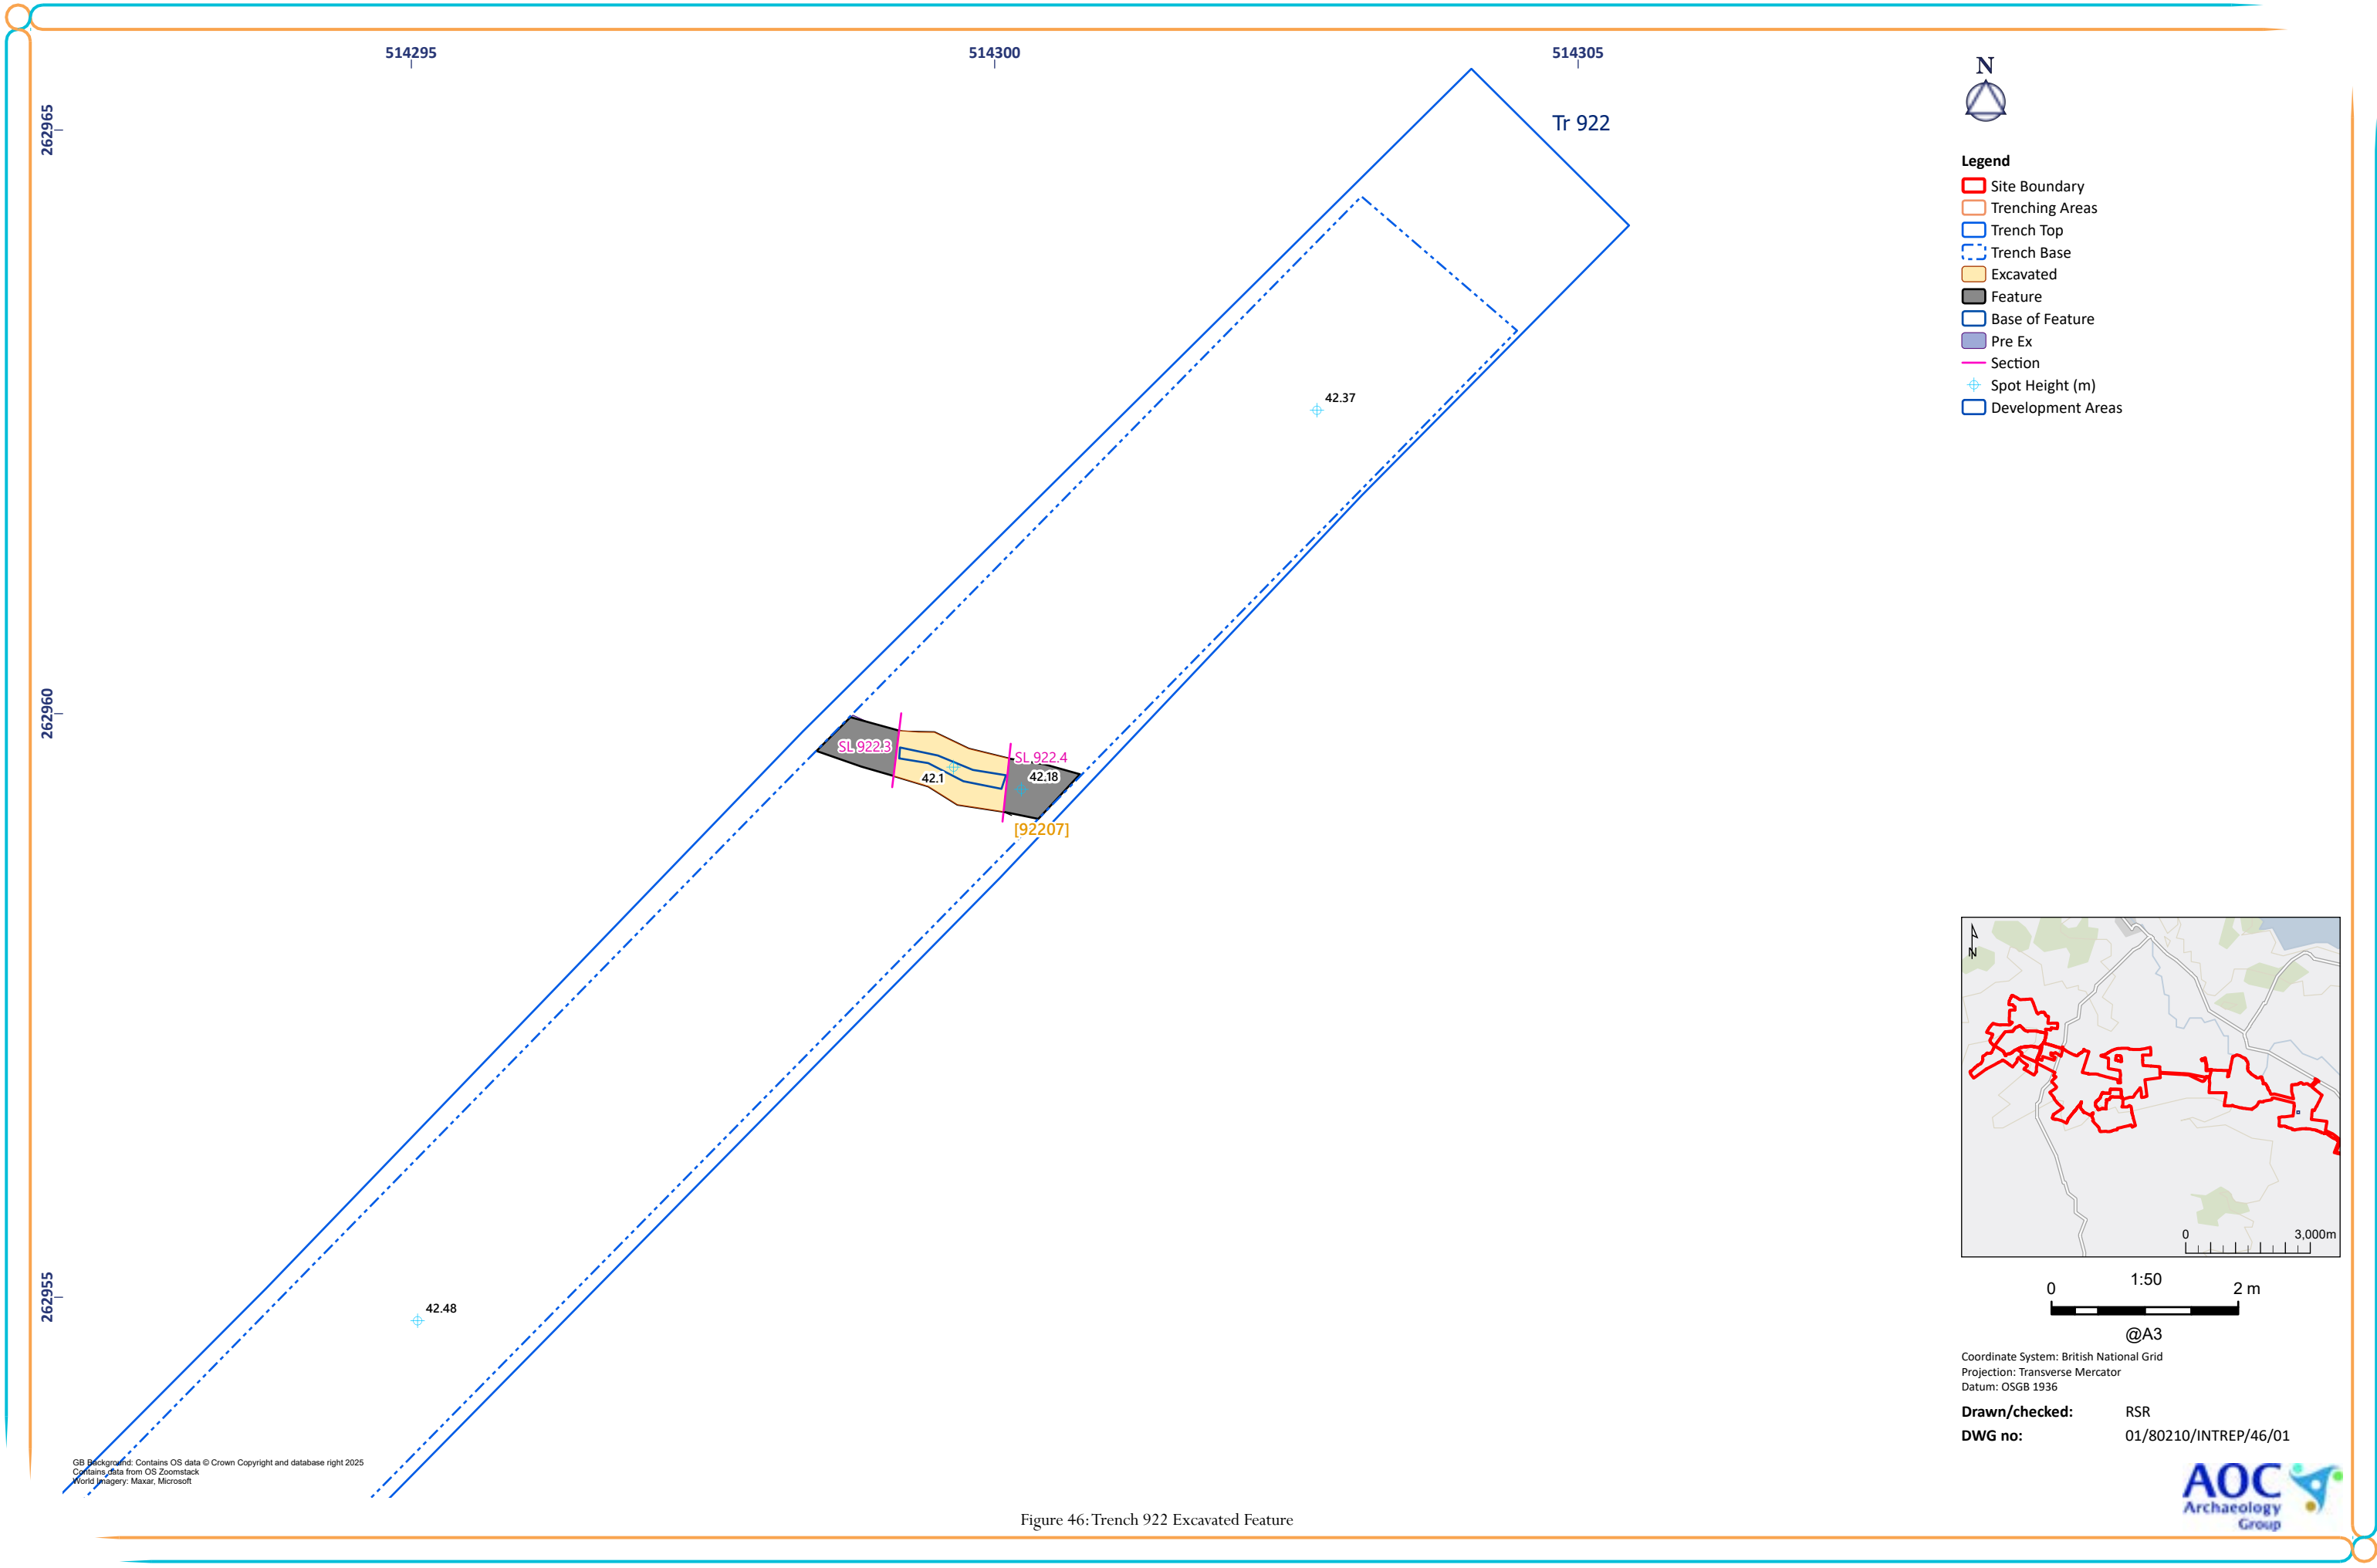 514295
514300
514305
262965
262960
262955
Tr 922
42.37
SL 922.3
SL 922.4
42.1
42.18
[92207]
42.48
N
Legend
Site Boundary
Trenching Areas
Trench Top
Trench Base
Excavated
Feature
Base of Feature
Pre Ex
Section
Spot Height (m)
Development Areas
N
0 3,000m
1:50
0 2 m
@A3
Coordinate System: British National Grid
Projection: Transverse Mercator
Datum: OSGB 1936
Drawn/checked: RSR
DWG no: 01/80210/INTREP/46/01
AOC
Archaeology
Group
GB Background: Contains OS data © Crown Copyright and database right 2025
Contains data from OS Zoomstack
World Imagery: Maxar, Microsoft
Figure 46: Trench 922 Excavated Feature